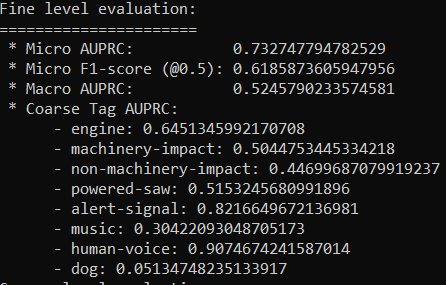 Fine level evaluation:
======================
* Micro AUPRC: 0.732747794782529
* Micro F1-score (@0.5): 0.6185873605947956
* Macro AUPRC: 0.5245790233574581
* Coarse Tag AUPRC:
- engine: 0.6451345992170708
- machinery-impact: 0.5044753445334218
- non-machinery-impact: 0.44699687079919237
- powered-saw: 0.5153245680991896
- alert-signal: 0.8216649672136981
- music: 0.30422093048705173
- human-voice: 0.9074674241587014
- dog: 0.05134748235133917